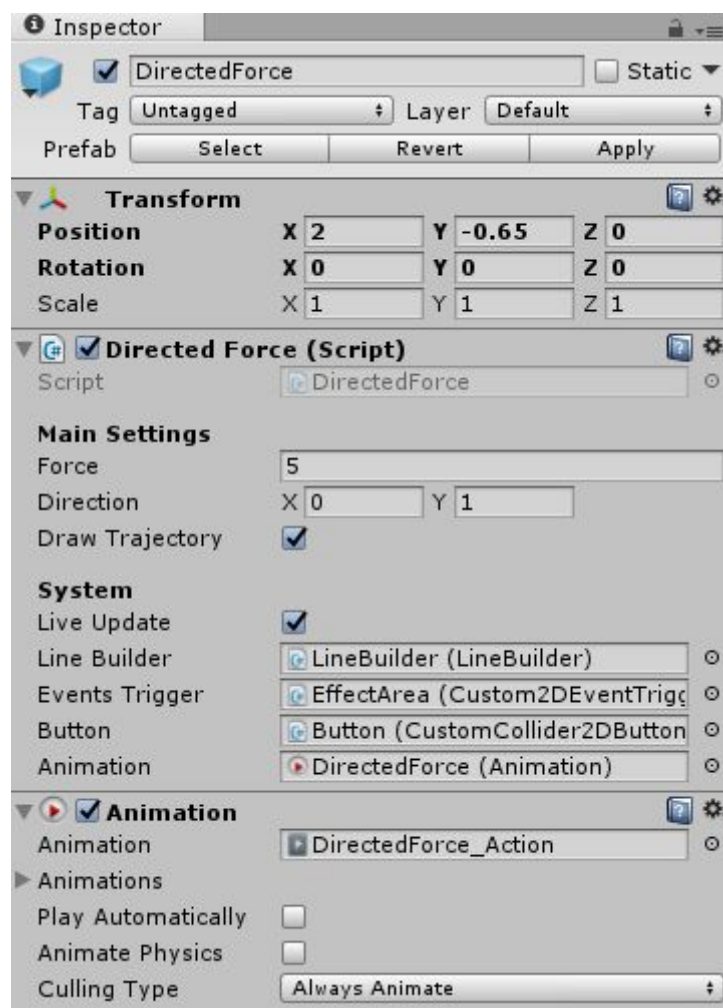 Inspector
DirectedForce Static
Tag Untagged Layer Default
Prefab Select Revert Apply
Transform
Position X 2 Y -0.65 Z 0
Rotation X 0 Y 0 Z 0
Scale X 1 Y 1 Z 1
Directed Force (Script)
Script DirectedForce
Main Settings
Force 5
Direction X 0 Y 1
Draw Trajectory
System
Live Update
Line Builder LineBuilder (LineBuilder)
Events Trigger EffectArea (Custom2DEventTrigg
Button Button (CustomCollider2DButton
Animation DirectedForce (Animation)
Animation
Animation DirectedForce_Action
Animations
Play Automatically
Animate Physics
Culling Type Always Animate